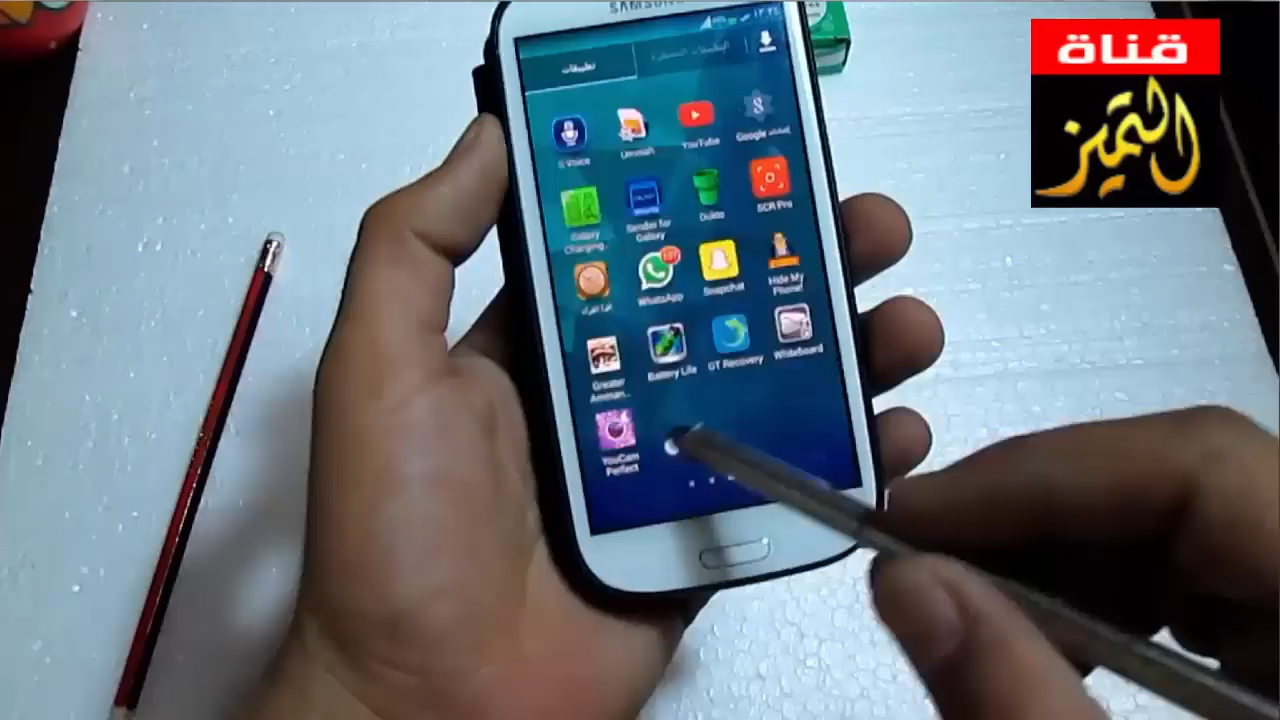 SAMSUNG
قناة
التميز
تطبيقات
S Voice
YouTube
Google
Galaxy
Charging..
Sender for
Galaxy
SCR Pro
WhatsApp
Snapchat
Hide My
Phone!
Greater
Amman...
Battery Life
GT Recovery
Whiteboard
YouCam
Perfect